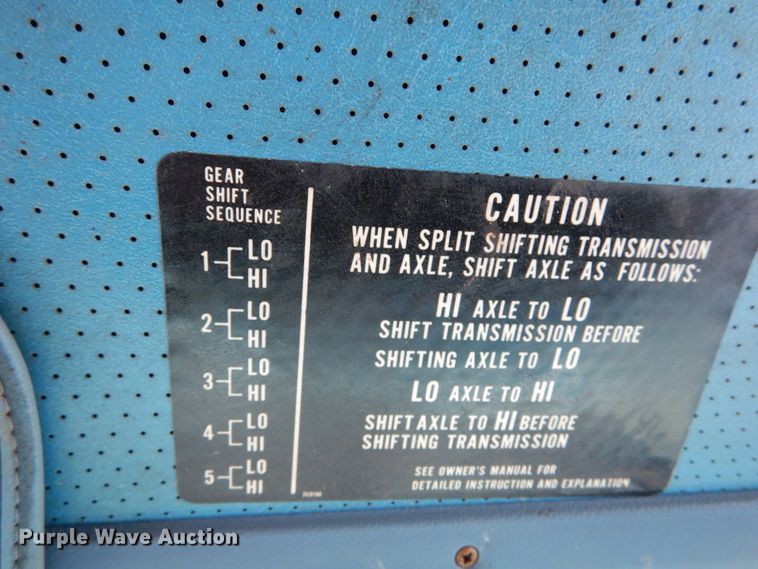 GEAR
SHIFT
SEQUENCE
1 LO
HI
2 LO
HI
3 LO
HI
4 LO
HI
5 LO
HI
CAUTION
WHEN SPLIT SHIFTING TRANSMISSION
AND AXLE, SHIFT AXLE AS FOLLOWS:
HI AXLE TO LO
SHIFT TRANSMISSION BEFORE
SHIFTING AXLE TO LO
LO AXLE TO HI
SHIFT AXLE TO HI BEFORE
SHIFTING TRANSMISSION
SEE OWNER'S MANUAL FOR
DETAILED INSTRUCTION AND EXPLANATION
Purple Wave Auction